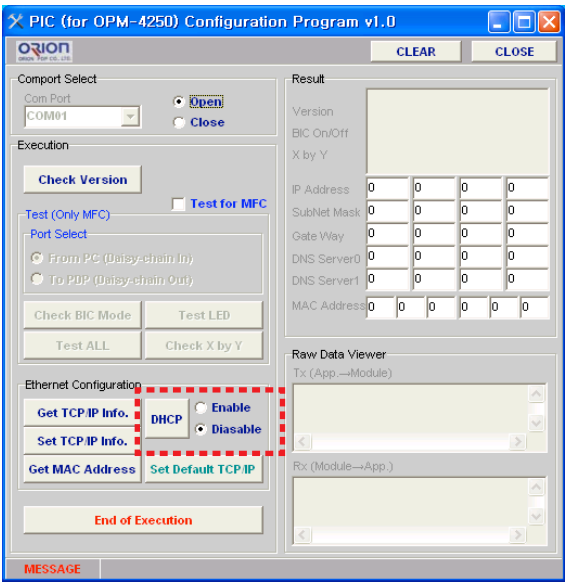 PIC (for OPM-4250) Configuration Program v1.0
ORION
ORION PDP CO., LTD.
CLEAR
CLOSE
Comport Select
Com Port
COM01
Open
Close
Execution
Check Version
Test for MFC
Test (Only MFC)
Port Select
From PC (Daisy-chain In)
To PDP (Daisy-chain Out)
Check BIC Mode
Test LED
Test ALL
Check X by Y
Ethernet Configuration
Get TCP/IP Info.
DHCP
Enable
Diasable
Set TCP/IP Info.
Get MAC Address
Set Default TCP/IP
End of Execution
Result
Version
BIC On/Off
X by Y
IP Address 0 0 0 0
SubNet Mask 0 0 0 0
Gate Way 0 0 0 0
DNS Server0 0 0 0 0
DNS Server1 0 0 0 0
MAC Address 0 0 0 0 0 0
Raw Data Viewer
Tx (App.→Module)
Rx (Module→App.)
MESSAGE